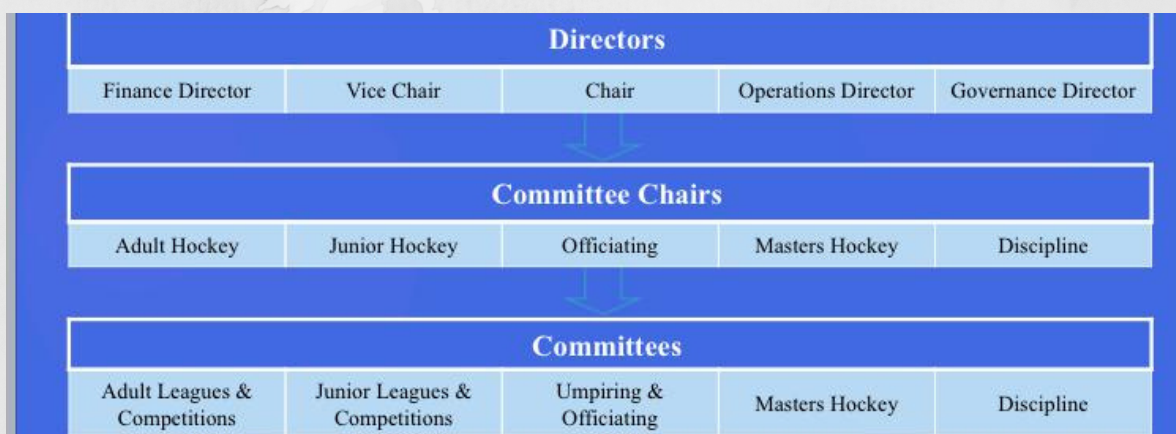 Directors
Finance Director Vice Chair Chair Operations Director Governance Director
Committee Chairs
Adult Hockey Junior Hockey Officiating Masters Hockey Discipline
Committees
Adult Leagues &
Competitions
Junior Leagues &
Competitions
Umpiring &
Officiating
Masters Hockey
Discipline